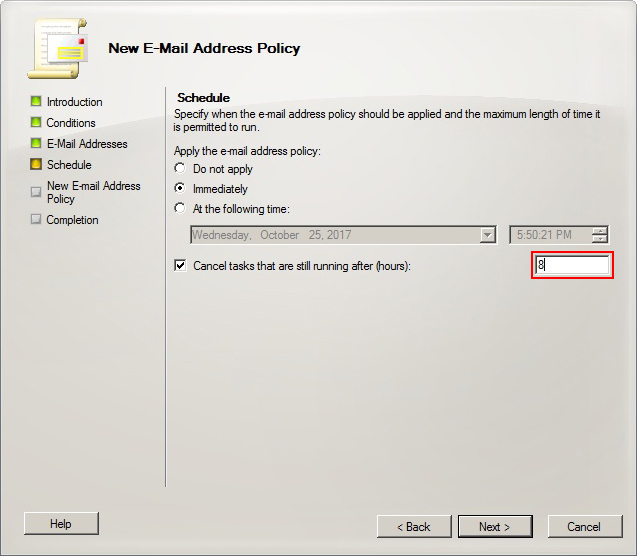 New E-Mail Address Policy
Introduction
Conditions
E-Mail Addresses
Schedule
New E-mail Address
Policy
Completion
Schedule
Specify when the e-mail address policy should be applied and the maximum length of time it
is permitted to run.
Apply the e-mail address policy:
Do not apply
Immediately
At the following time:
Wednesday, October 25, 2017
5:50:21 PM
Cancel tasks that are still running after (hours):
8
Help
< Back
Next >
Cancel